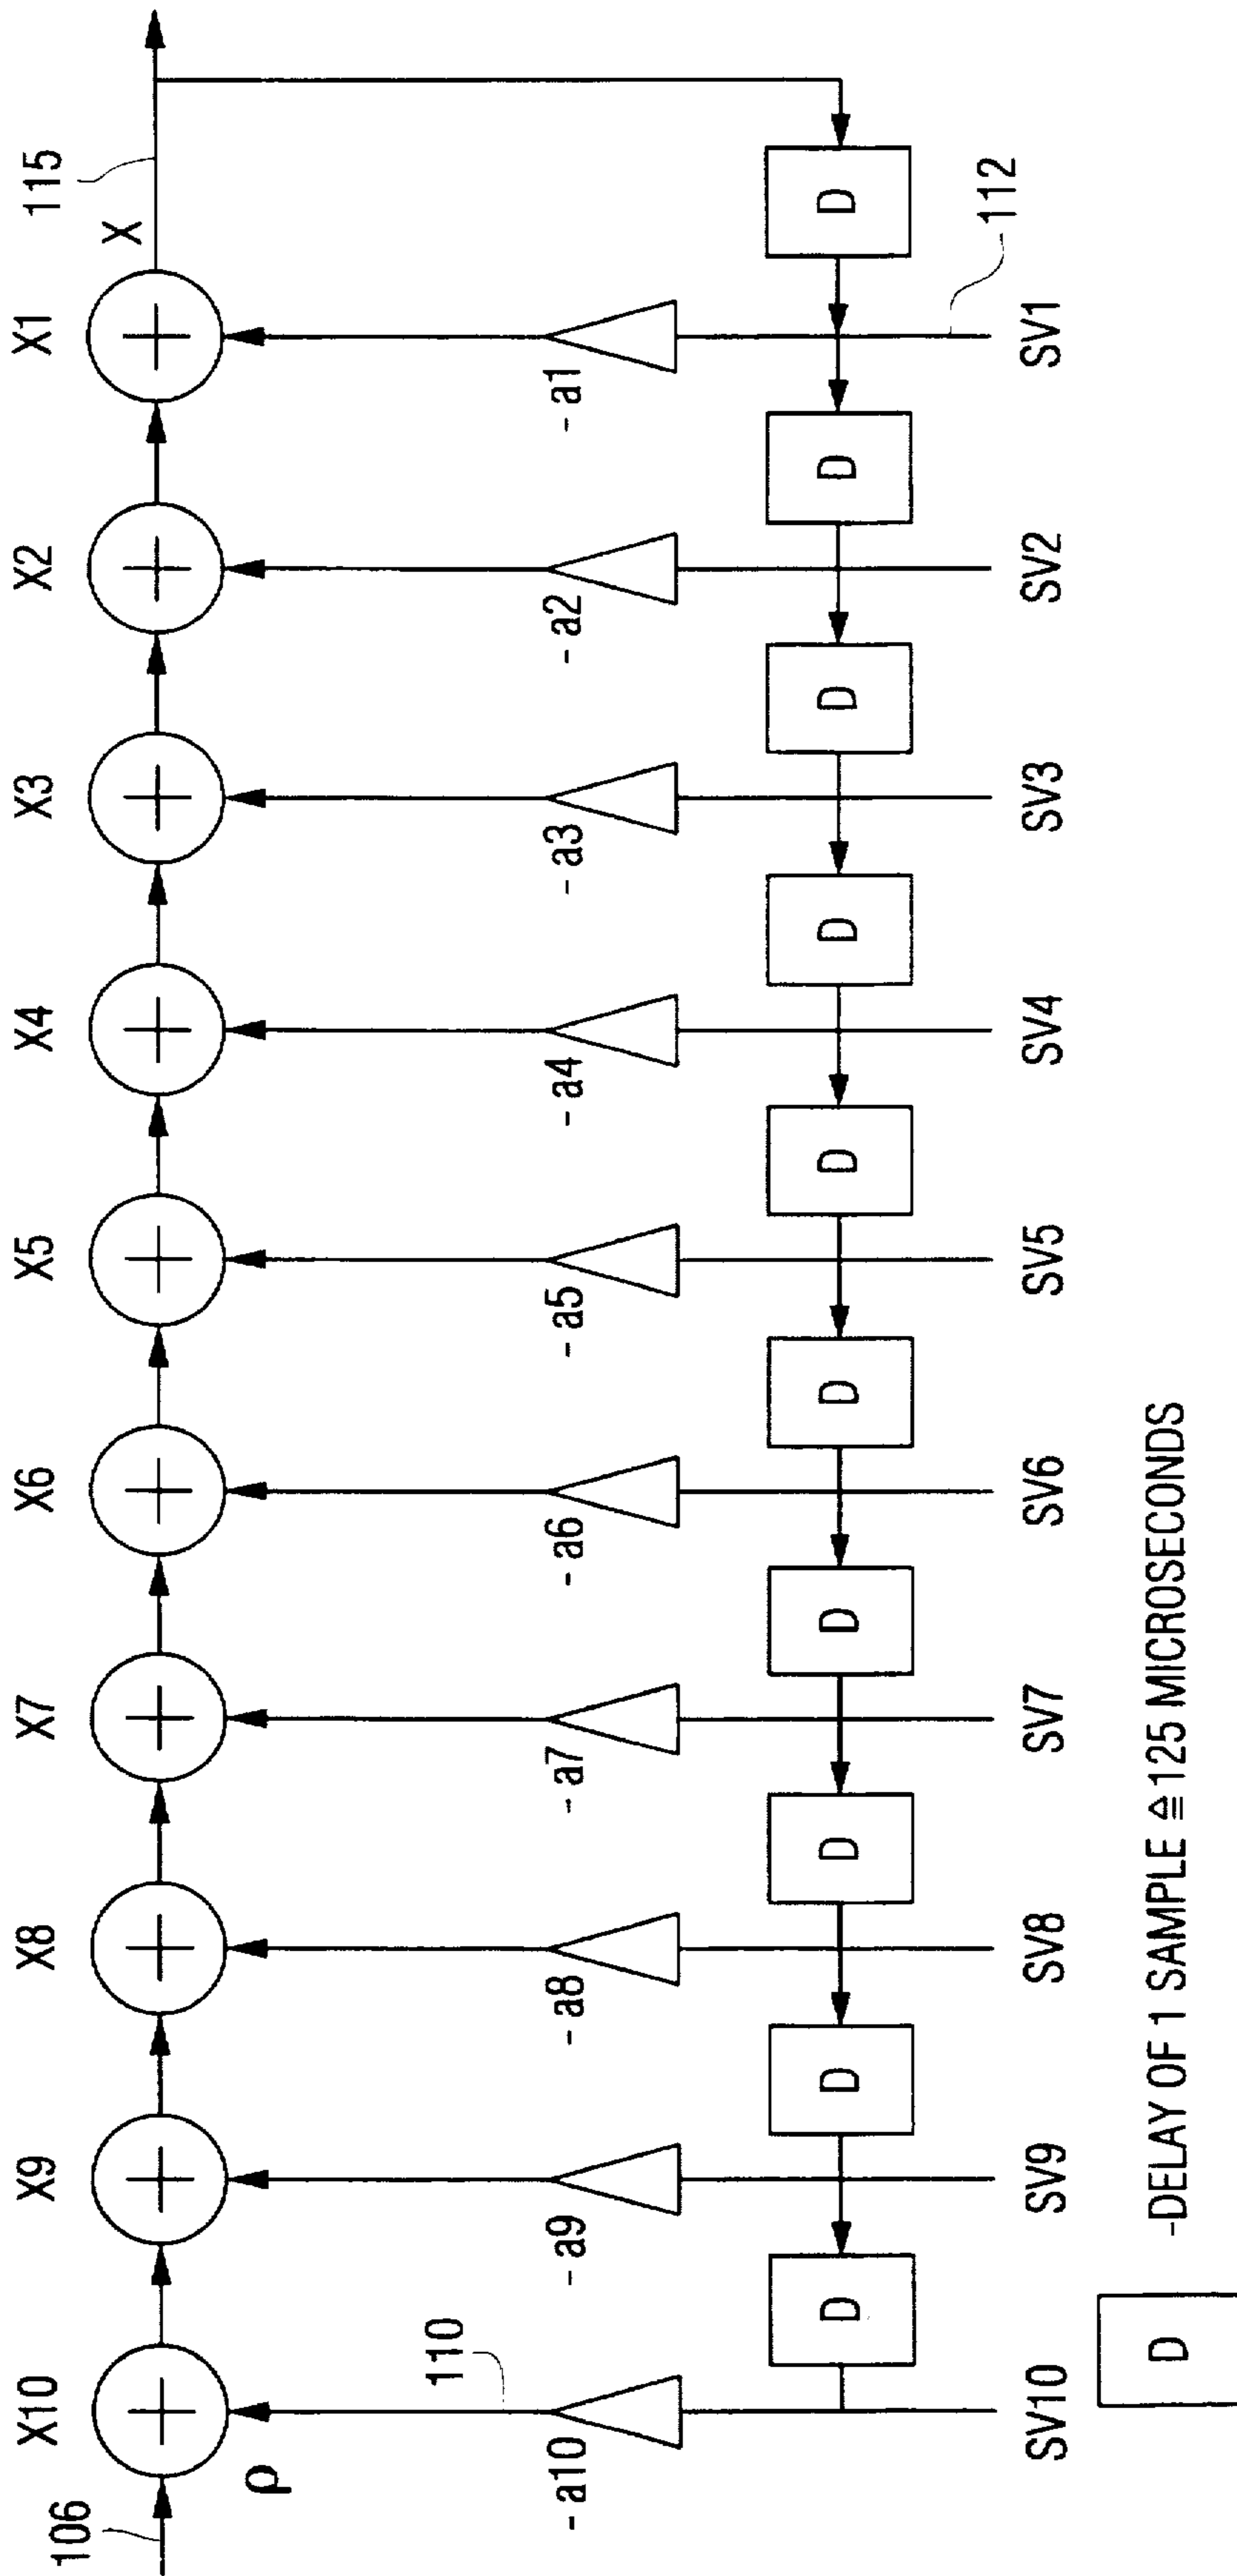 X10 X9 X8 X7 X6 X5 X4 X3 X2 X1
106 ρ X 115
110
- a10 - a9 - a8 - a7 - a6 - a5 - a4 - a3 - a2 - a1
D D D D D D D D D D
112
SV10 SV9 SV8 SV7 SV6 SV5 SV4 SV3 SV2 SV1
D -DELAY OF 1 SAMPLE ≙ 125 MICROSECONDS